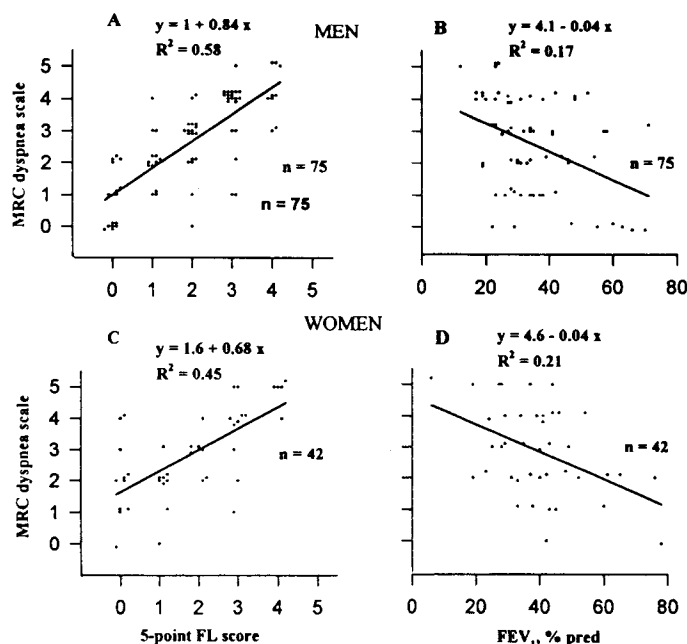 A
y = 1 + 0.84 x
R² = 0.58
MEN
B
y = 4.1 - 0.04 x
R² = 0.17
MRC dyspnea scale
5
4
3
2
1
0
n = 75
n = 75
n = 75
0 1 2 3 4 5
0 20 40 60 80
WOMEN
C
y = 1.6 + 0.68 x
R² = 0.45
D
y = 4.6 - 0.04 x
R² = 0.21
MRC dyspnea scale
5
4
3
2
1
0
n = 42
n = 42
0 1 2 3 4 5
0 20 40 60 80
5-point FL score
FEV₁, % pred